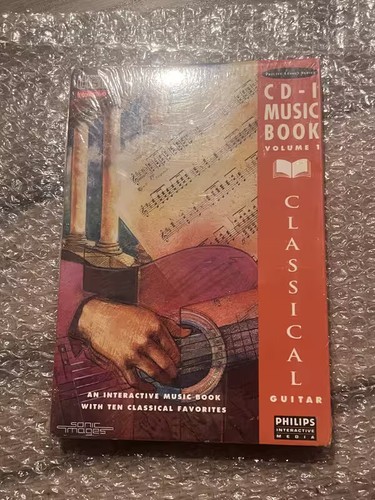 CD-I
MUSIC
BOOK
VOLUME 1
CLASSICAL
GUITAR
AN INTERACTIVE MUSIC BOOK
WITH TEN CLASSICAL FAVORITES
sonic
images
PHILIPS
INTERACTIVE
MEDIA